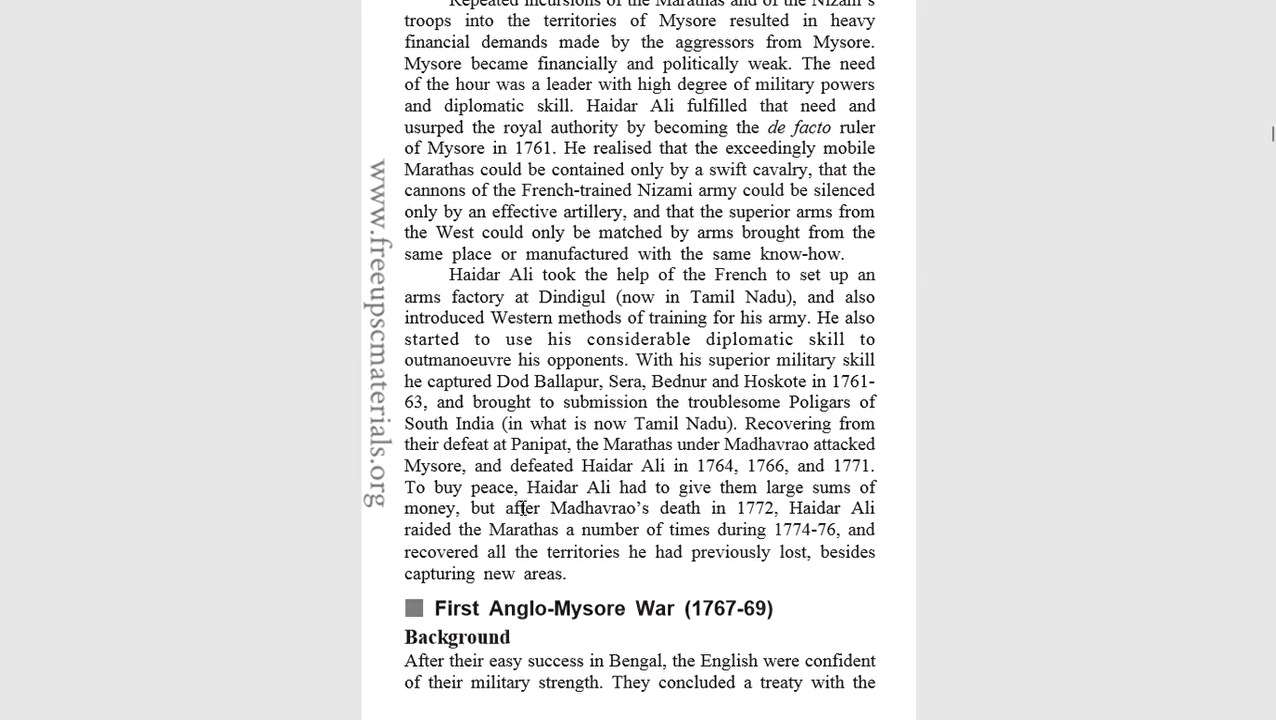 Repeated incursions of the Marathas and of the Nizam's
troops into the territories of Mysore resulted in heavy
financial demands made by the aggressors from Mysore.
Mysore became financially and politically weak. The need
of the hour was a leader with high degree of military powers
and diplomatic skill. Haidar Ali fulfilled that need and
usurped the royal authority by becoming the de facto ruler
of Mysore in 1761. He realised that the exceedingly mobile
Marathas could be contained only by a swift cavalry, that the
cannons of the French-trained Nizami army could be silenced
only by an effective artillery, and that the superior arms from
the West could only be matched by arms brought from the
same place or manufactured with the same know-how.
Haidar Ali took the help of the French to set up an
arms factory at Dindigul (now in Tamil Nadu), and also
introduced Western methods of training for his army. He also
started to use his considerable diplomatic skill to
outmanoeuvre his opponents. With his superior military skill
he captured Dod Ballapur, Sera, Bednur and Hoskote in 1761-
63, and brought to submission the troublesome Poligars of
South India (in what is now Tamil Nadu). Recovering from
their defeat at Panipat, the Marathas under Madhavrao attacked
Mysore, and defeated Haidar Ali in 1764, 1766, and 1771.
To buy peace, Haidar Ali had to give them large sums of
money, but after Madhavrao's death in 1772, Haidar Ali
raided the Marathas a number of times during 1774-76, and
recovered all the territories he had previously lost, besides
capturing new areas.
First Anglo-Mysore War (1767-69)
Background
After their easy success in Bengal, the English were confident
of their military strength. They concluded a treaty with the
www.freeupscmaterials.org